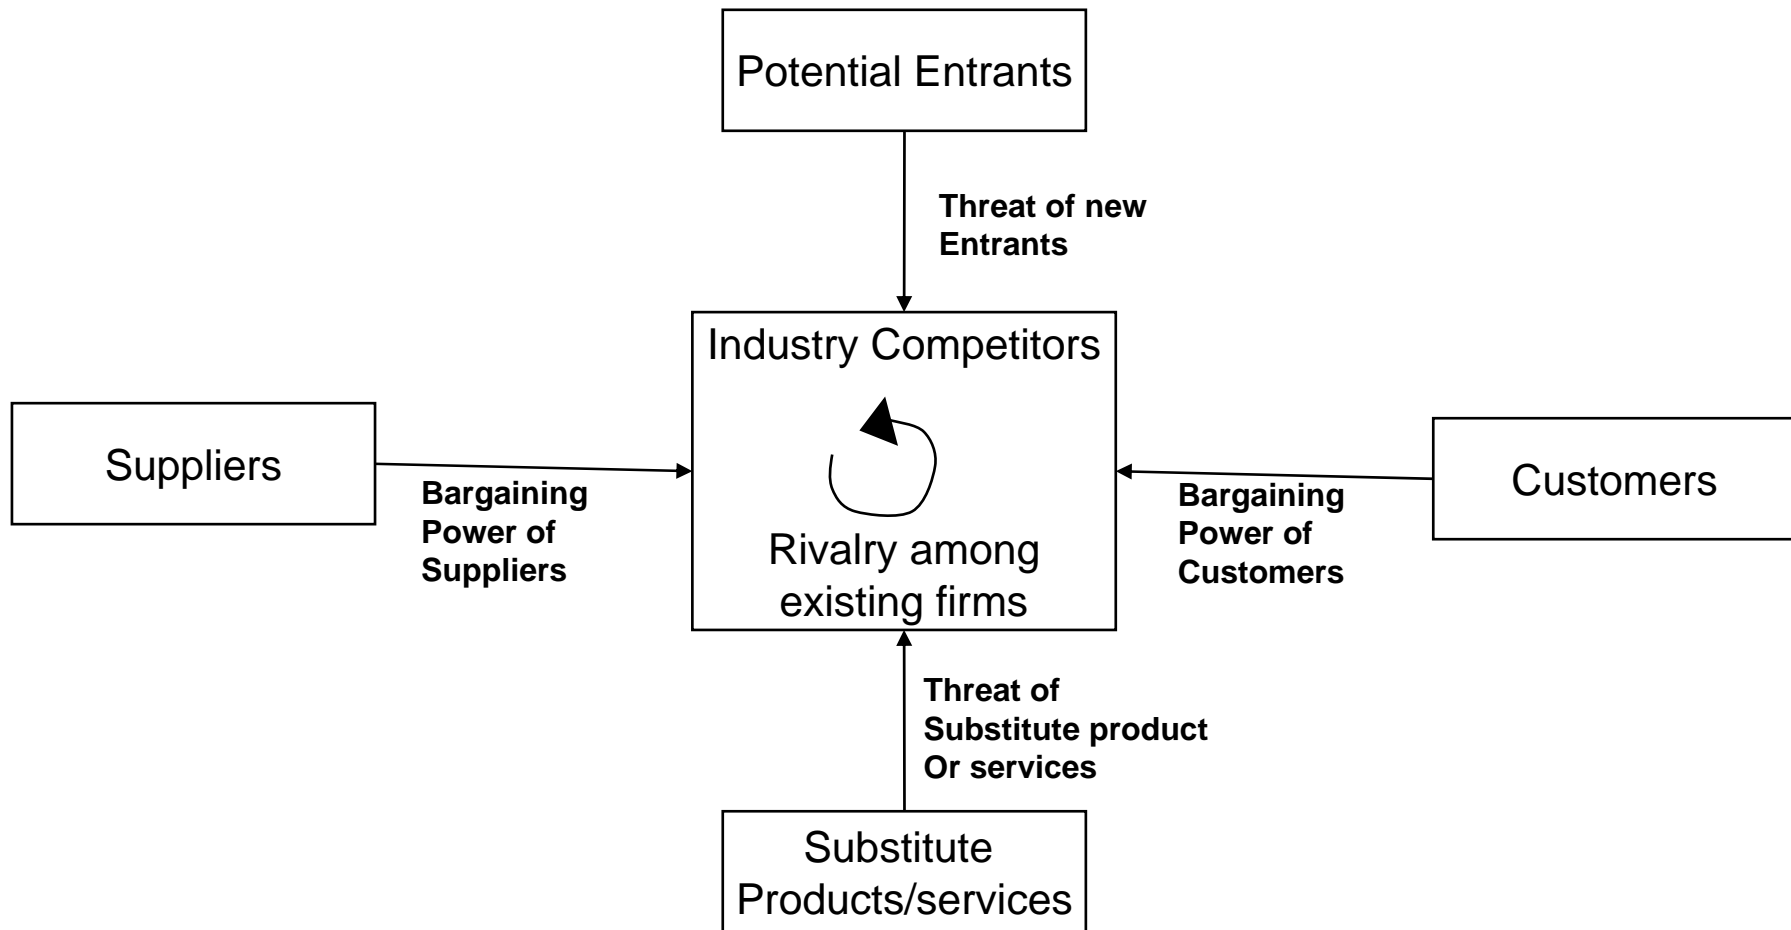 Potential Entrants
Threat of new
Entrants
Industry Competitors
Suppliers
Bargaining
Power of
Suppliers
Rivalry among
existing firms
Customers
Bargaining
Power of
Customers
Threat of
Substitute product
Or services
Substitute
Products/services